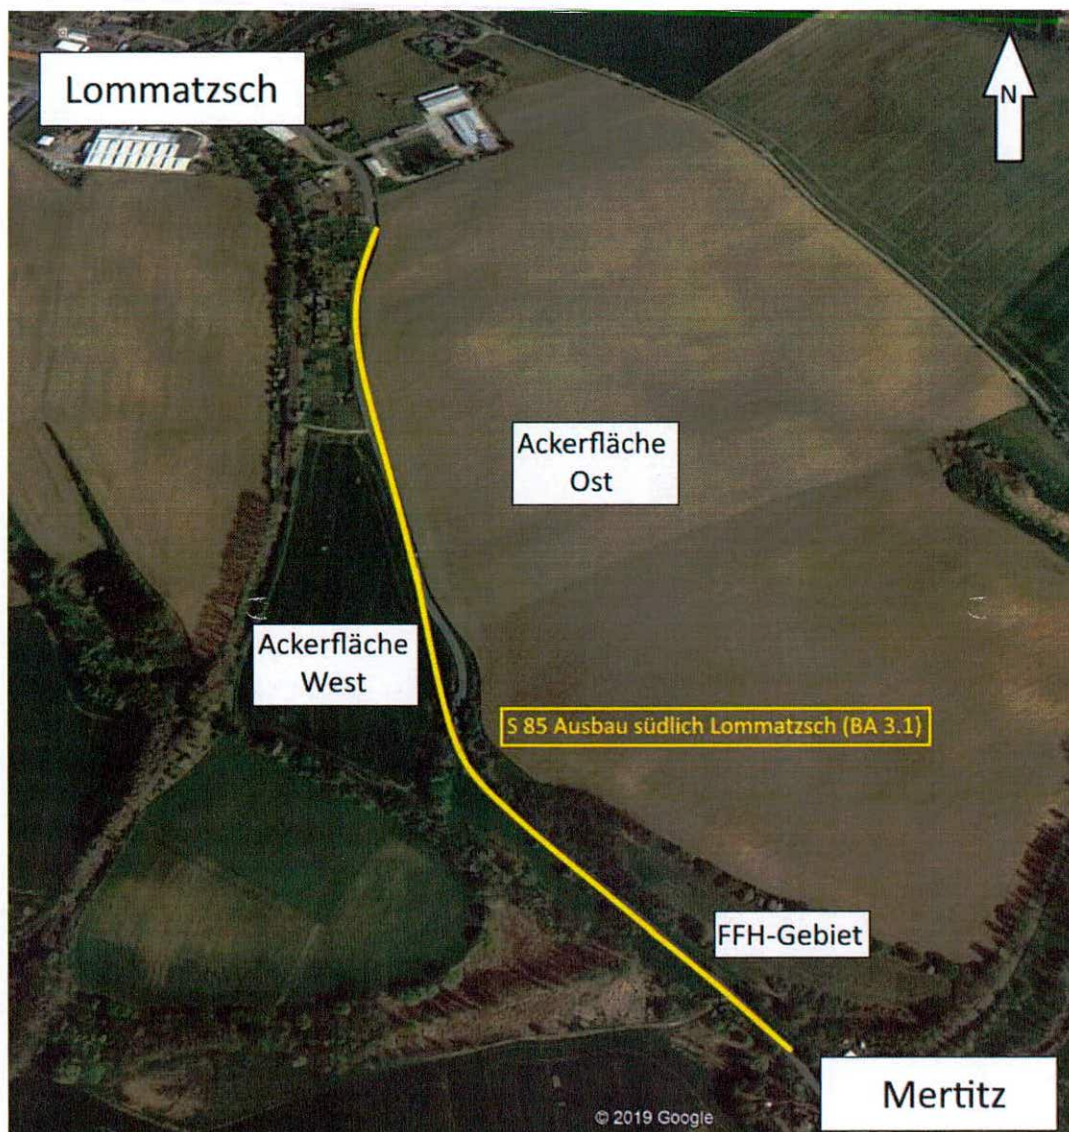 Lommatzsch
N
Ackerfläche
Ost
Ackerfläche
West
S 85 Ausbau südlich Lommatzsch (BA 3.1)
FFH-Gebiet
Mertitz
© 2019 Google